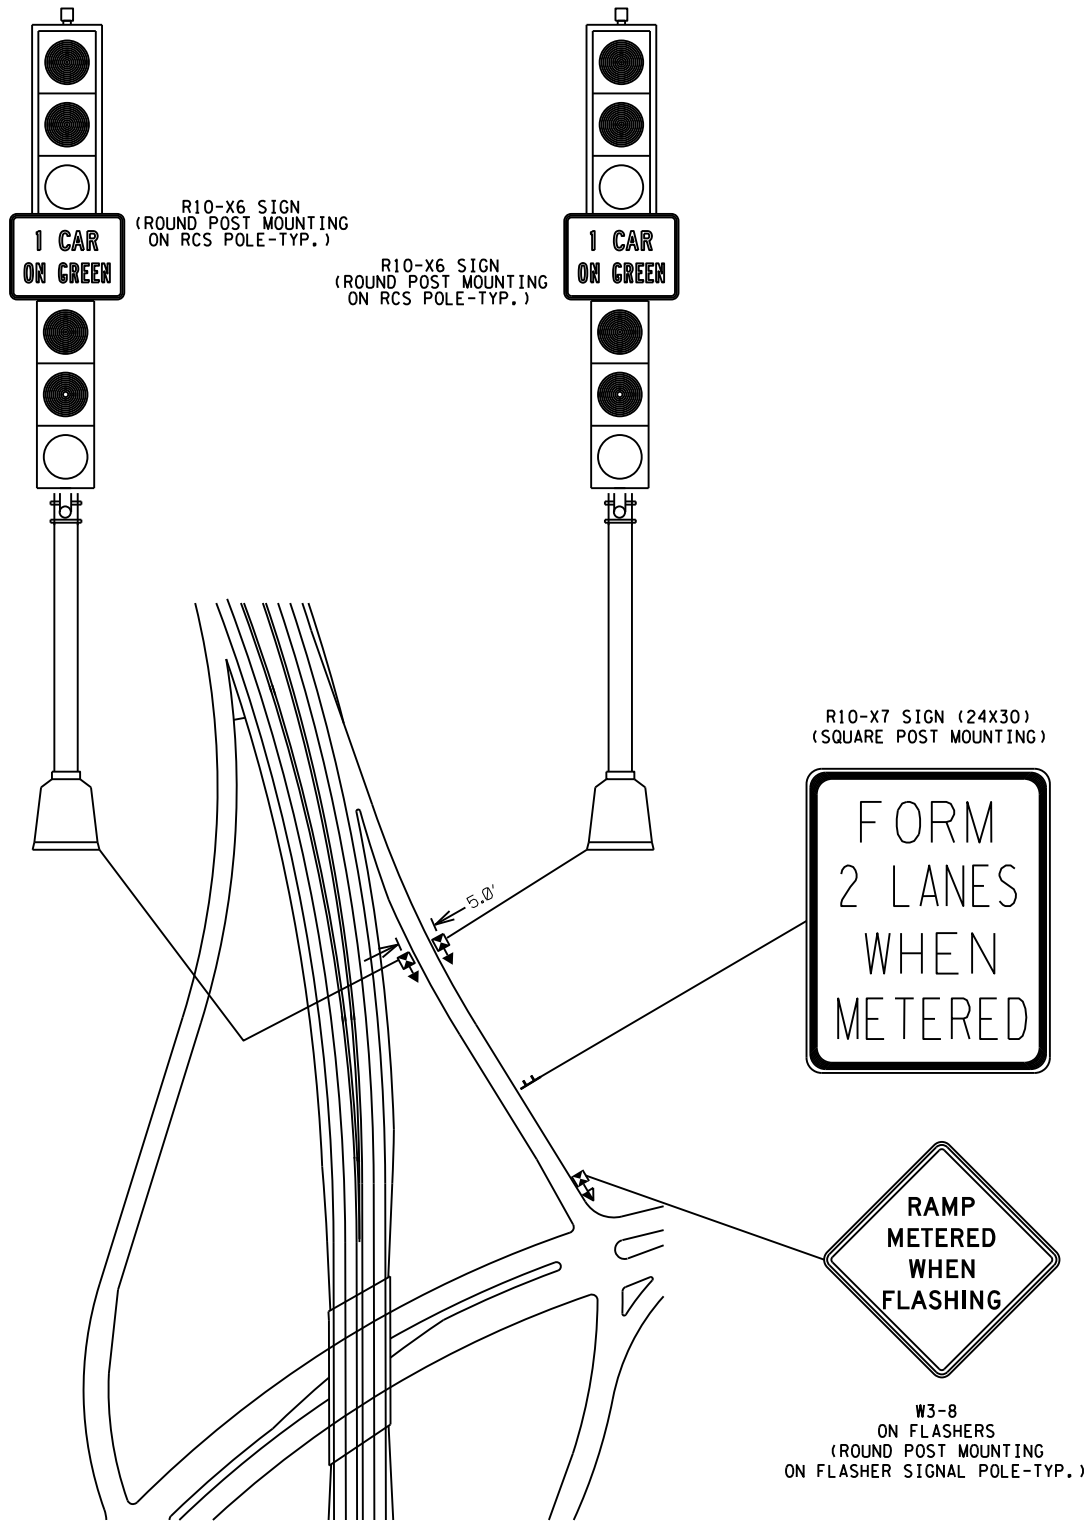 R10-X6 SIGN
(ROUND POST MOUNTING
ON RCS POLE-TYP.)
1 CAR
ON GREEN
R10-X6 SIGN
(ROUND POST MOUNTING
ON RCS POLE-TYP.)
1 CAR
ON GREEN
R10-X7 SIGN (24X30)
(SQUARE POST MOUNTING)
FORM
2 LANES
WHEN
METERED
5.0'
RAMP
METERED
WHEN
FLASHING
W3-8
ON FLASHERS
(ROUND POST MOUNTING
ON FLASHER SIGNAL POLE-TYP.)